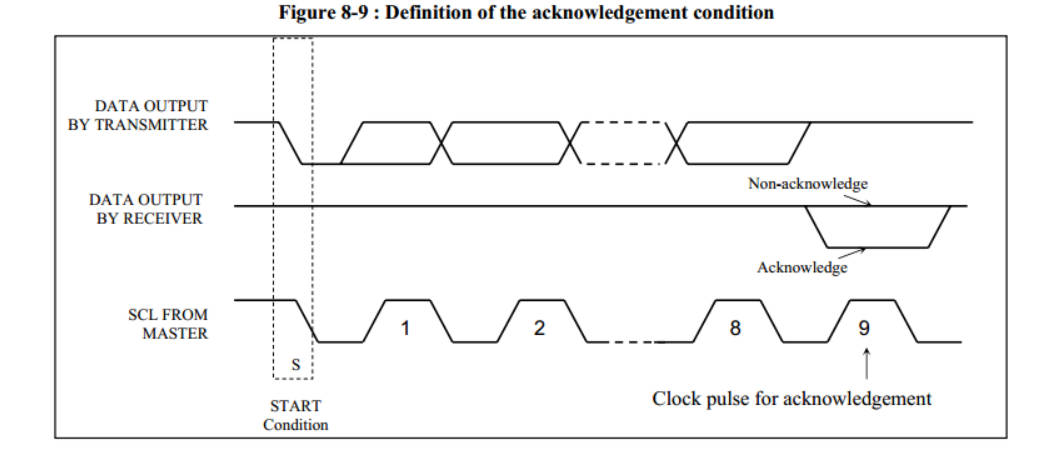 Figure 8-9 : Definition of the acknowledgement condition
DATA OUTPUT
BY TRANSMITTER
Non-acknowledge
DATA OUTPUT
BY RECEIVER
Acknowledge
SCL FROM
MASTER
1
2
8
9
S
START
Condition
Clock pulse for acknowledgement